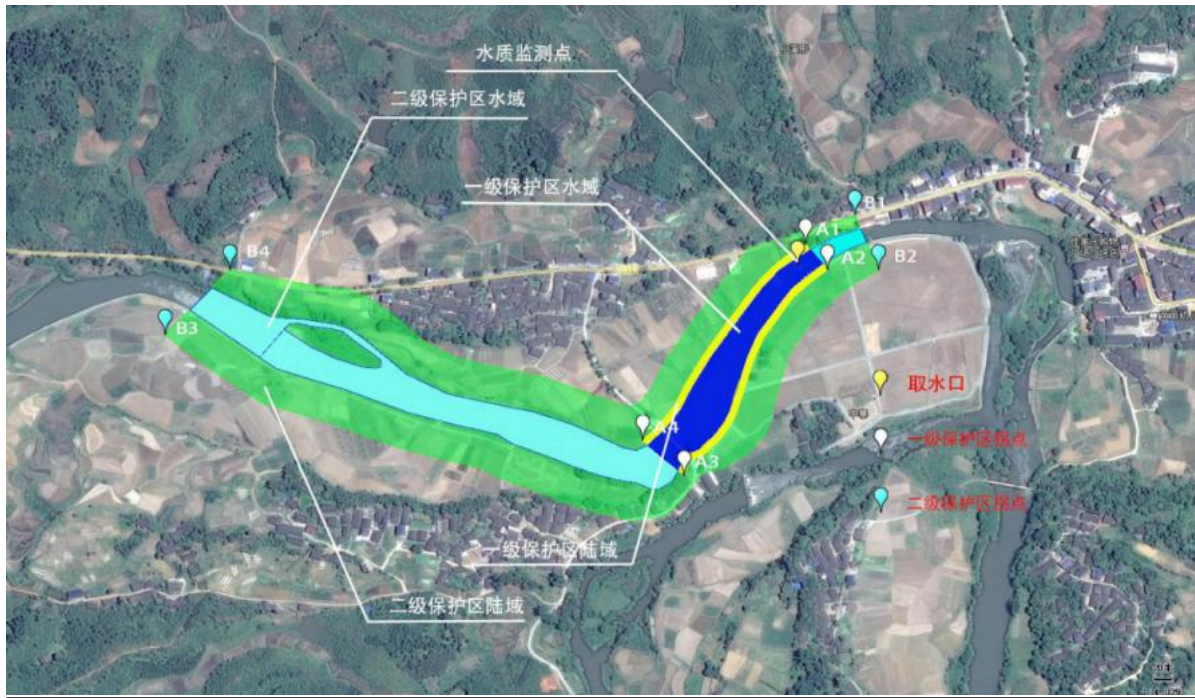 水质监测点
二级保护区水域
一级保护区水域
B1
A1
A2
B2
B4
B3
取水口
A4
一级保护区拐点
A3
二级保护区拐点
一级保护区陆域
二级保护区陆域